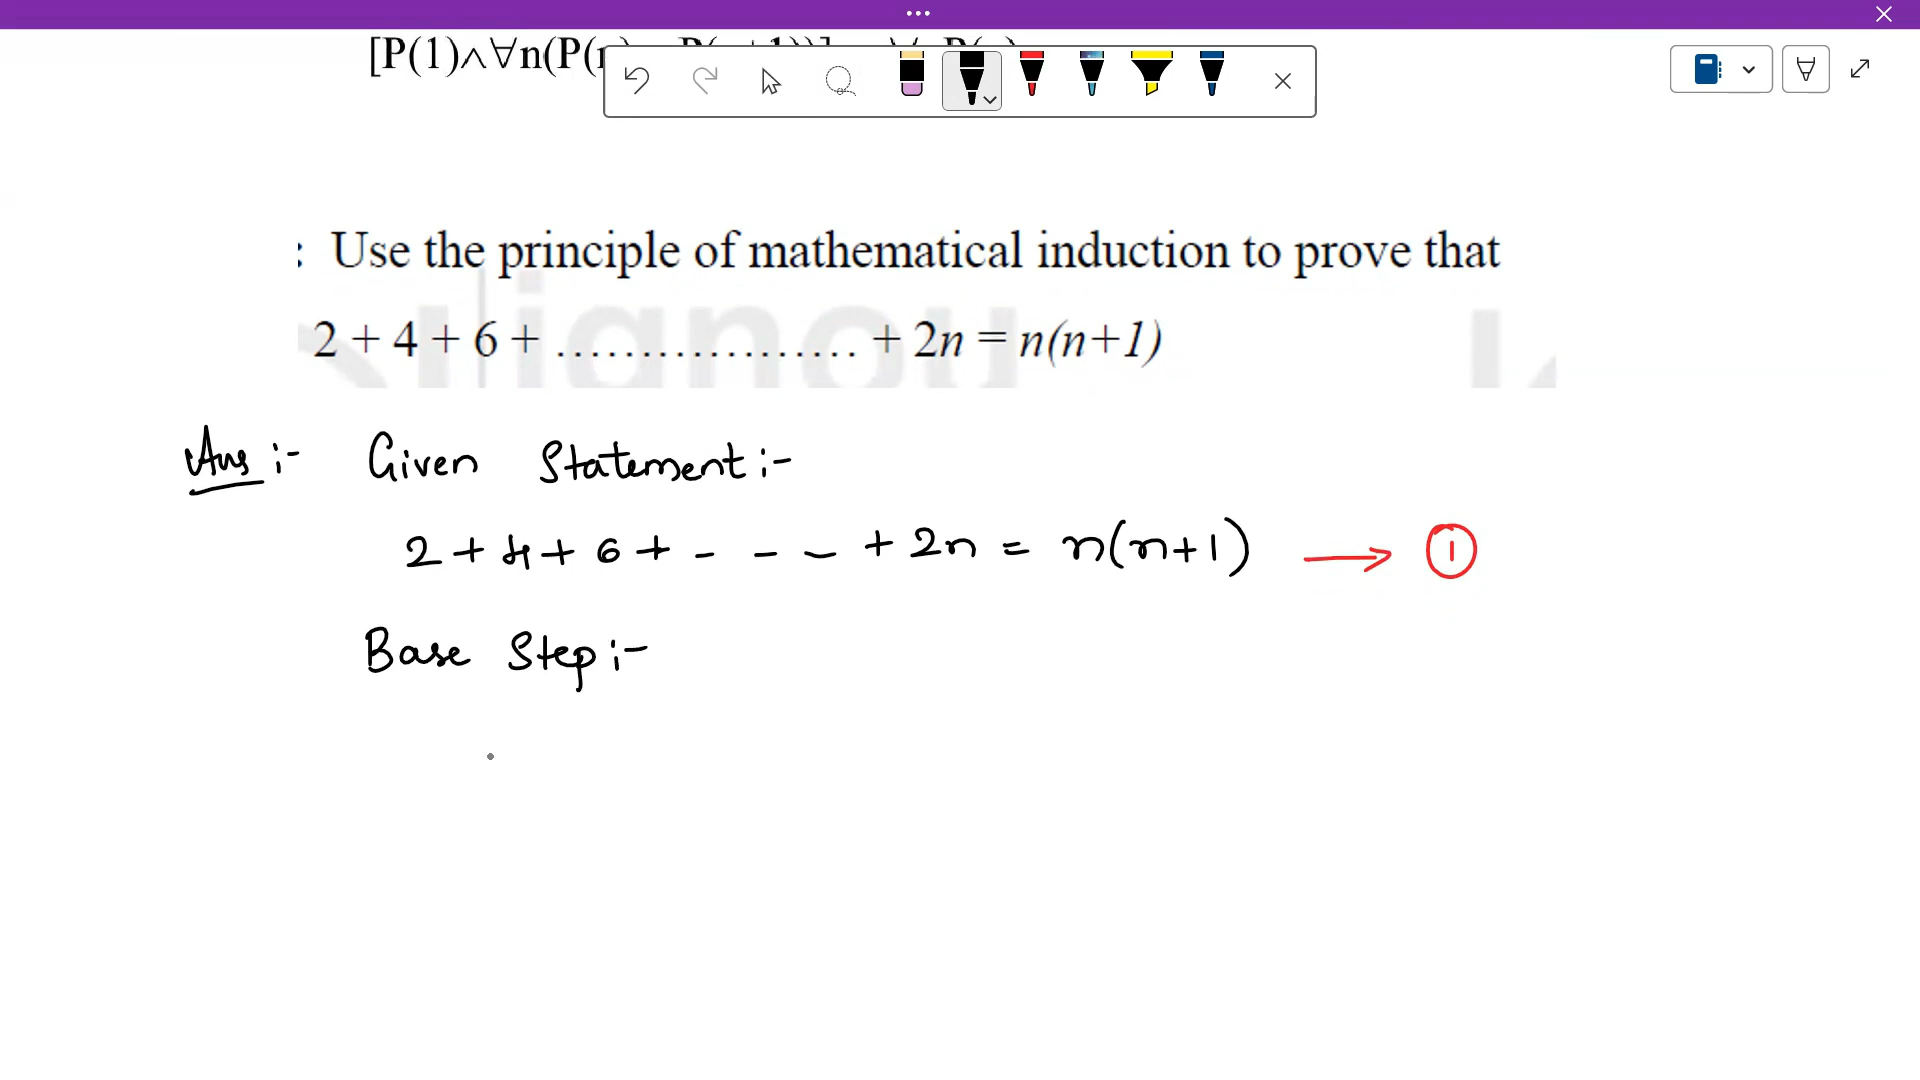 [P(1)∧∀n(P(
: Use the principle of mathematical induction to prove that
2 + 4 + 6 + .................. + 2n = n(n+1)
Ans :- Given Statement :-
2 + 4 + 6 + - - - + 2n = n(n+1) → ①
Base Step :-